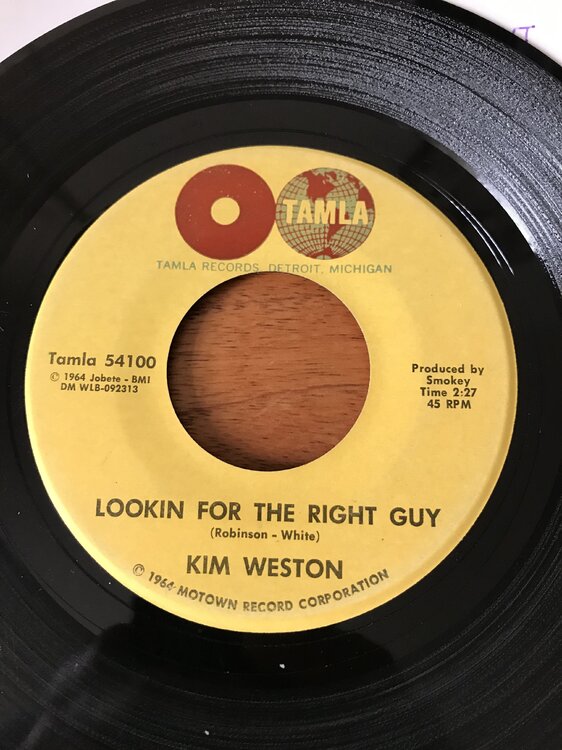 TAMLA
TAMLA RECORDS, DETROIT, MICHIGAN
Tamla 54100
© 1964 Jobete - BMI
DM WLB-092313
Produced by
Smokey
Time 2:27
45 RPM
LOOKIN FOR THE RIGHT GUY
(Robinson - White)
KIM WESTON
© 1964 MOTOWN RECORD CORPORATION